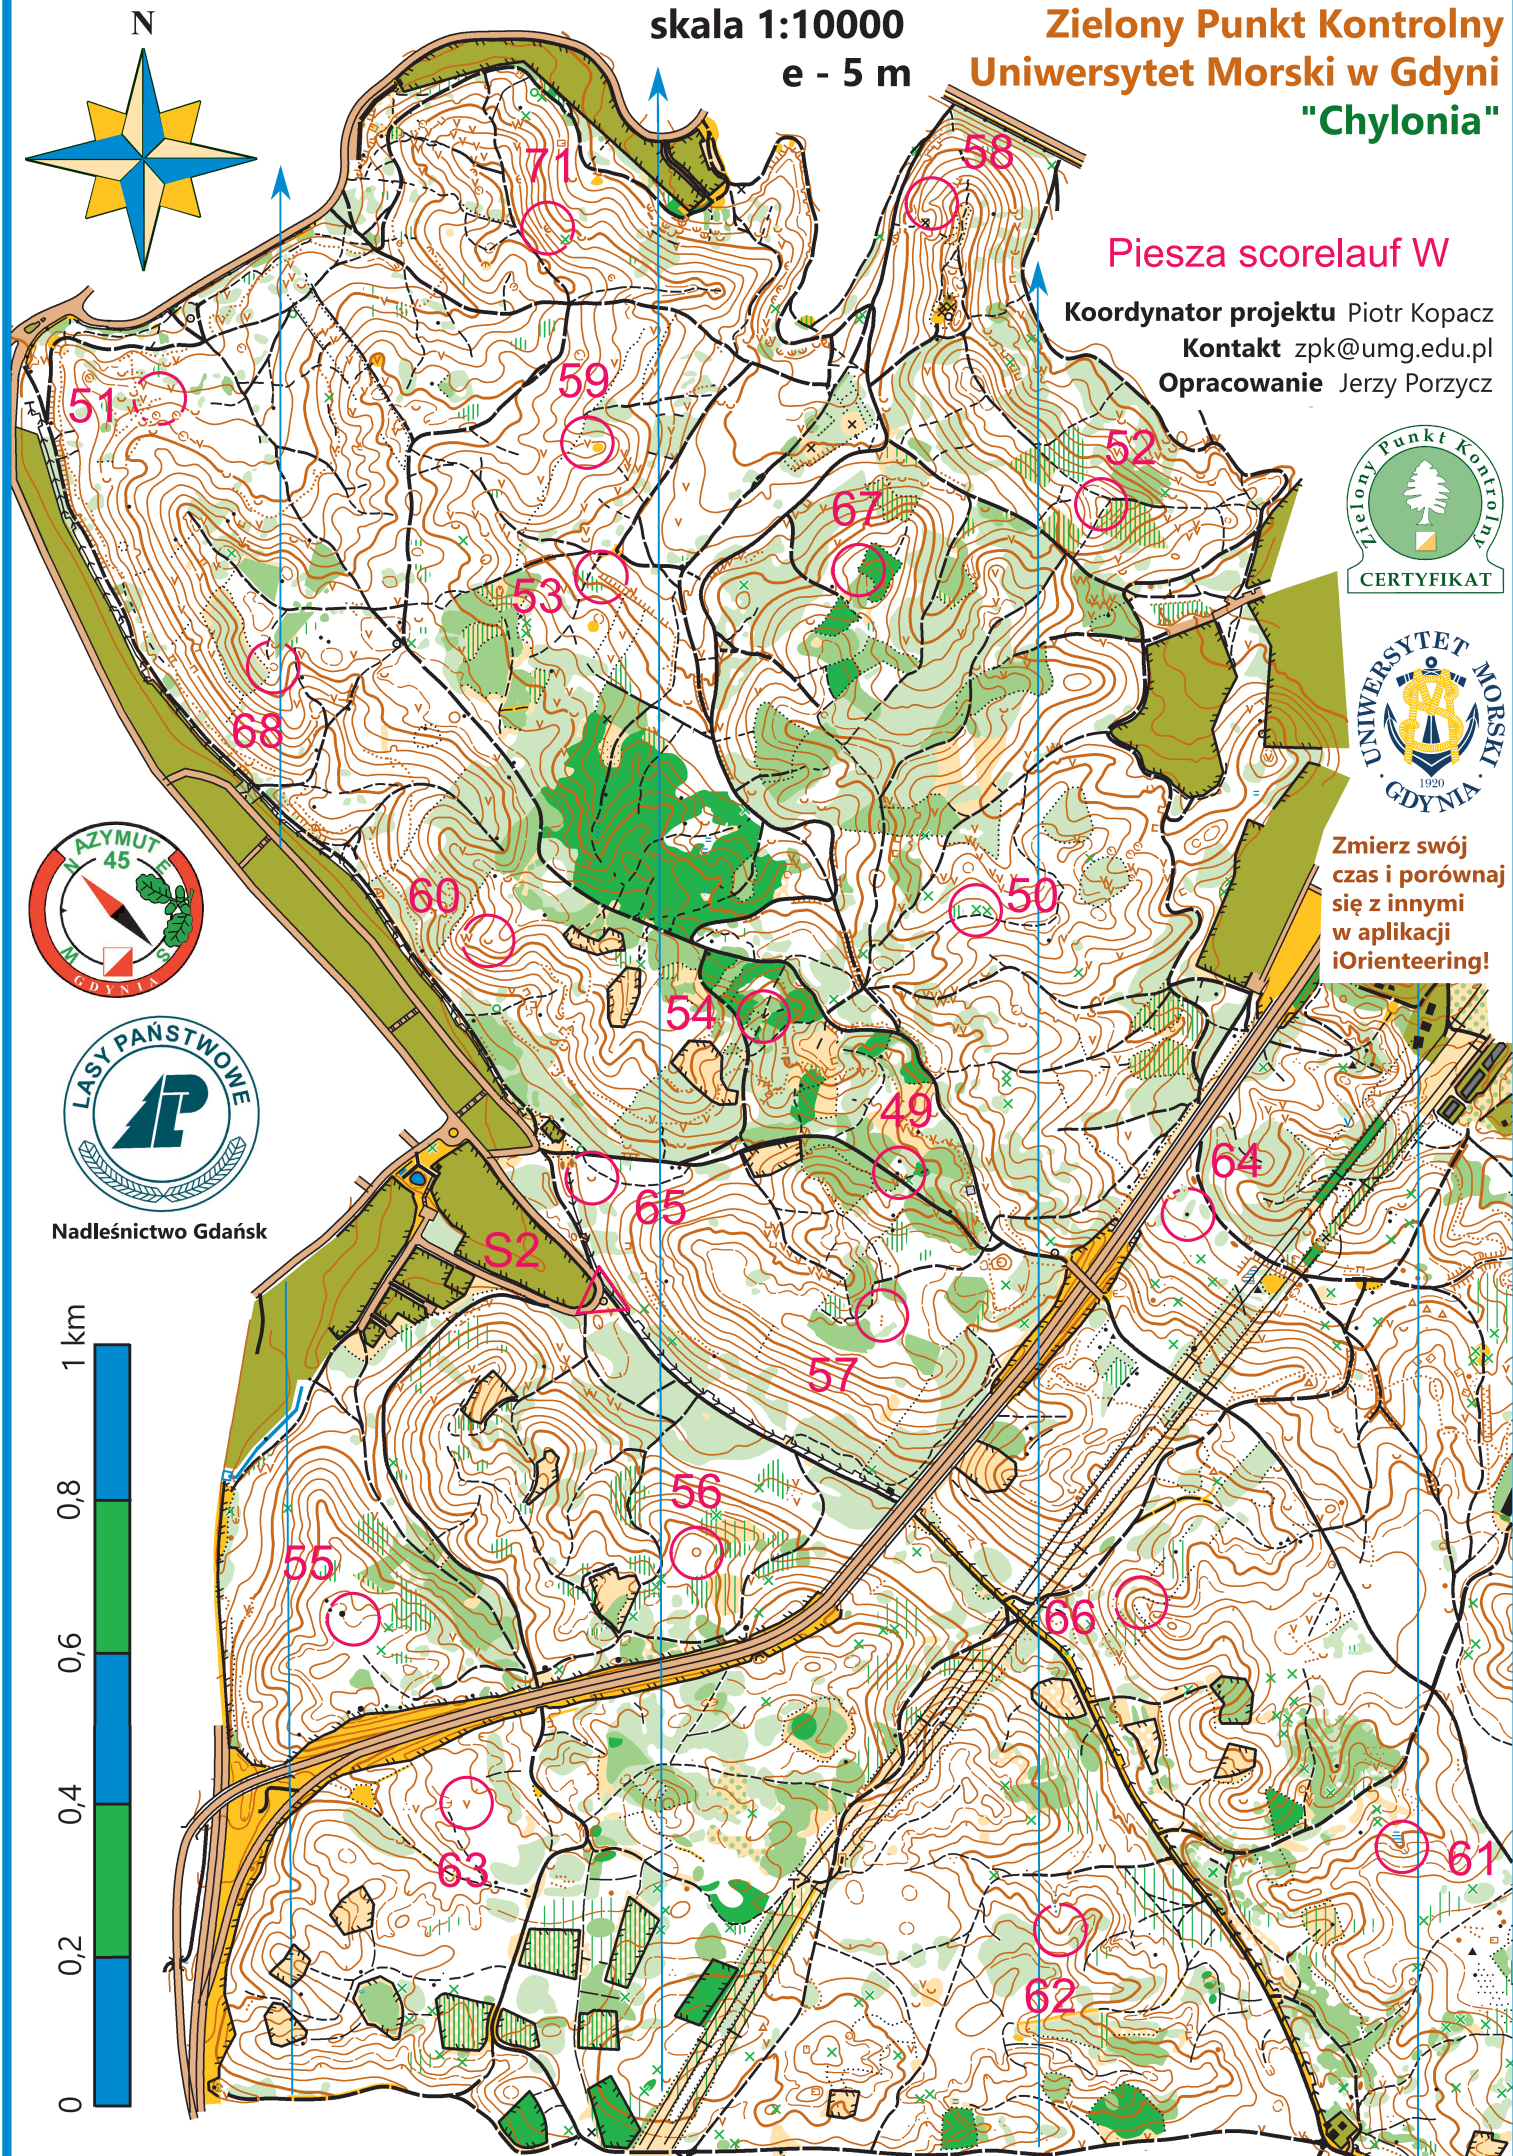 N
skala 1:10000
e - 5 m
Zielony Punkt Kontrolny
Uniwersytet Morski w Gdyni
"Chylonia"
Piesza scorelauf W
Koordynator projektu Piotr Kopacz
Kontakt zpk@umg.edu.pl
Opracowanie Jerzy Porzycz
Zielony Punkt Kontrolny
CERTYFIKAT
UNIWERSYTET MORSKI
1920
GDYNIA
Zmierz swój
czas i porównaj
się z innymi
w aplikacji
iOrienteering!
AZYMUT
45
N E
W S
GDYNIA
LASY PAŃSTWOWE
LP
Nadleśnictwo Gdańsk
1 km
0,8
0,6
0,4
0,2
0
71
58
51
59
52
67
53
68
60
50
54
49
64
65
S2
57
56
55
66
63
61
62